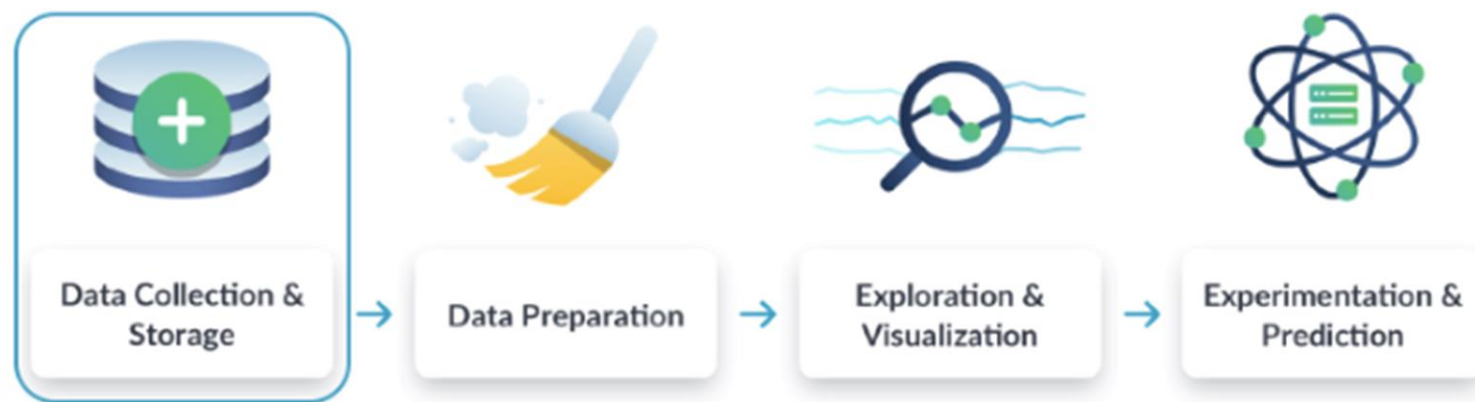 Data Collection &
Storage
Data Preparation
Exploration &
Visualization
Experimentation &
Prediction